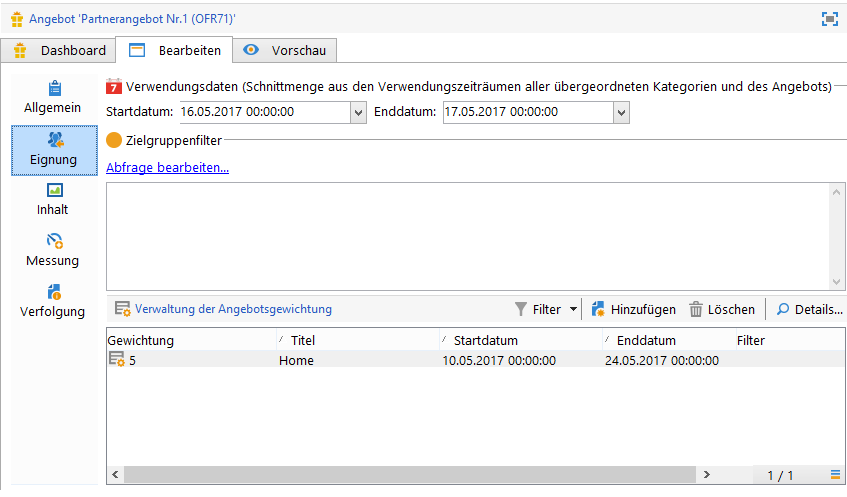 Angebot 'Partnerangebot Nr.1 (OFR71)'
Dashboard Bearbeiten Vorschau
Allgemein
Eignung
Inhalt
Messung
Verfolgung
7 Verwendungsdaten (Schnittmenge aus den Verwendungszeiträumen aller übergeordneten Kategorien und des Angebots)
Startdatum: 16.05.2017 00:00:00 Enddatum: 17.05.2017 00:00:00
Zielgruppenfilter
Abfrage bearbeiten...
Verwaltung der Angebotsgewichtung Filter Hinzufügen Löschen Details...
Gewichtung Titel Startdatum Enddatum Filter
5 Home 10.05.2017 00:00:00 24.05.2017 00:00:00
1 / 1